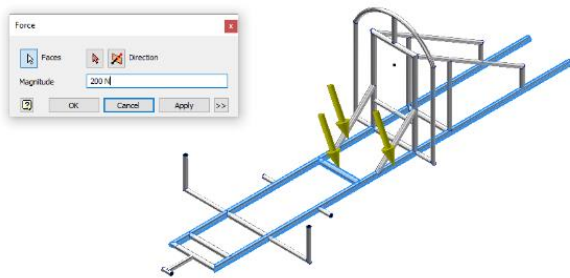 Force
x
Faces
Direction
Magnitude
200 N
?
OK
Cancel
Apply
>>